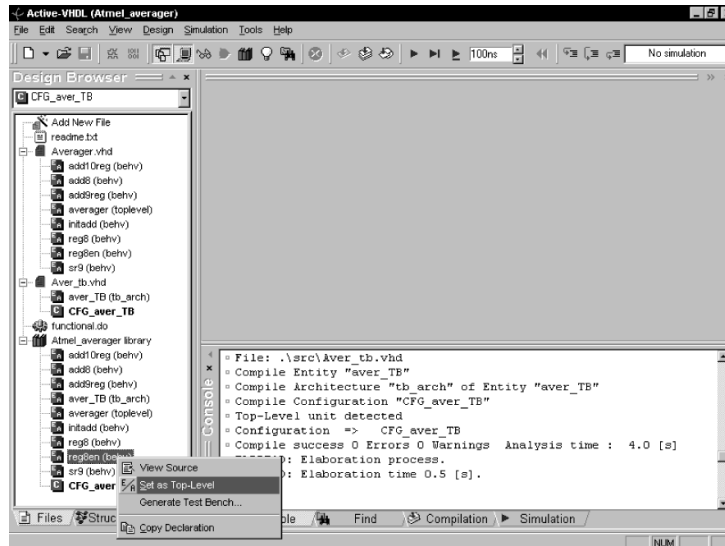 Active-VHDL (Atmel_averager)
File Edit Search View Design Simulation Tools Help
100ns No simulation
Design Browser
CFG_aver_TB
Add New File
readme.txt
Averager.vhd
add10reg (behv)
add8 (behv)
add9reg (behv)
averager (toplevel)
initadd (behv)
reg8 (behv)
reg8en (behv)
sr9 (behv)
Aver_tb.vhd
aver_TB (tb_arch)
CFG_aver_TB
functional.do
Atmel_averager library
add10reg (behv)
add8 (behv)
add9reg (behv)
aver_TB (tb_arch)
averager (toplevel)
initadd (behv)
reg8 (behv)
reg8en (behv)
sr9 (behv)
CFG_aver
View Source
Set as Top-Level
Generate Test Bench...
Copy Declaration
Files Struc
Console
File: .\src\Aver_tb.vhd
Compile Entity "aver_TB"
Compile Architecture "tb_arch" of Entity "aver_TB"
Compile Configuration "CFG_aver_TB"
Top-Level unit detected
Configuration => CFG_aver_TB
Compile success 0 Errors 0 Warnings Analysis time : 4.0 [s]
: Elaboration process.
: Elaboration time 0.5 [s].
Find Compilation Simulation
NUM